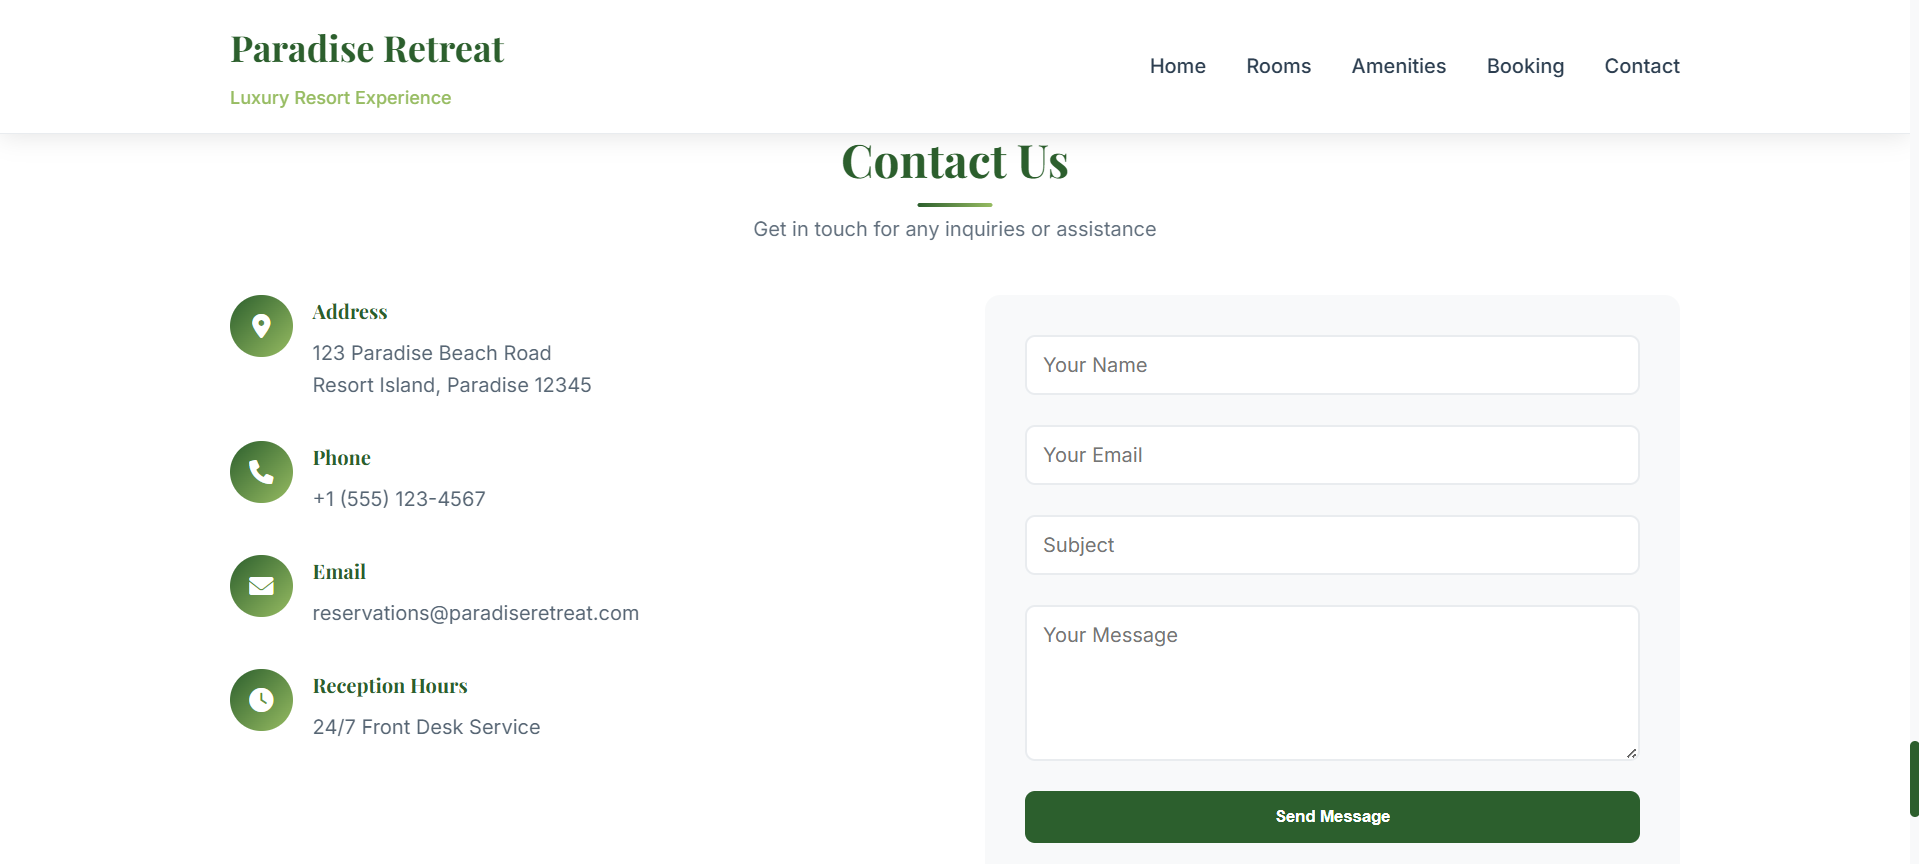 Paradise Retreat
Luxury Resort Experience
Home Rooms Amenities Booking Contact
Contact Us
Get in touch for any inquiries or assistance
Address
123 Paradise Beach Road
Resort Island, Paradise 12345
Phone
+1 (555) 123-4567
Email
reservations@paradiseretreat.com
Reception Hours
24/7 Front Desk Service
Your Name
Your Email
Subject
Your Message
Send Message